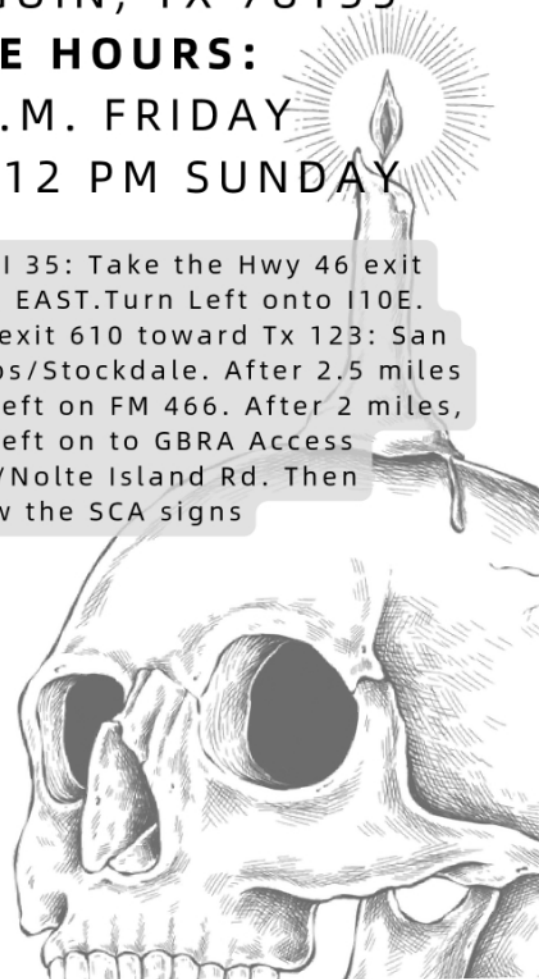 TX 78155
E HOURS:
.M. FRIDAY
12 PM SUNDAY
I 35: Take the Hwy 46 exit
EAST.Turn Left onto I10E.
exit 610 toward Tx 123: San
os/Stockdale. After 2.5 miles
eft on FM 466. After 2 miles,
eft on to GBRA Access
/Nolte Island Rd. Then
w the SCA signs